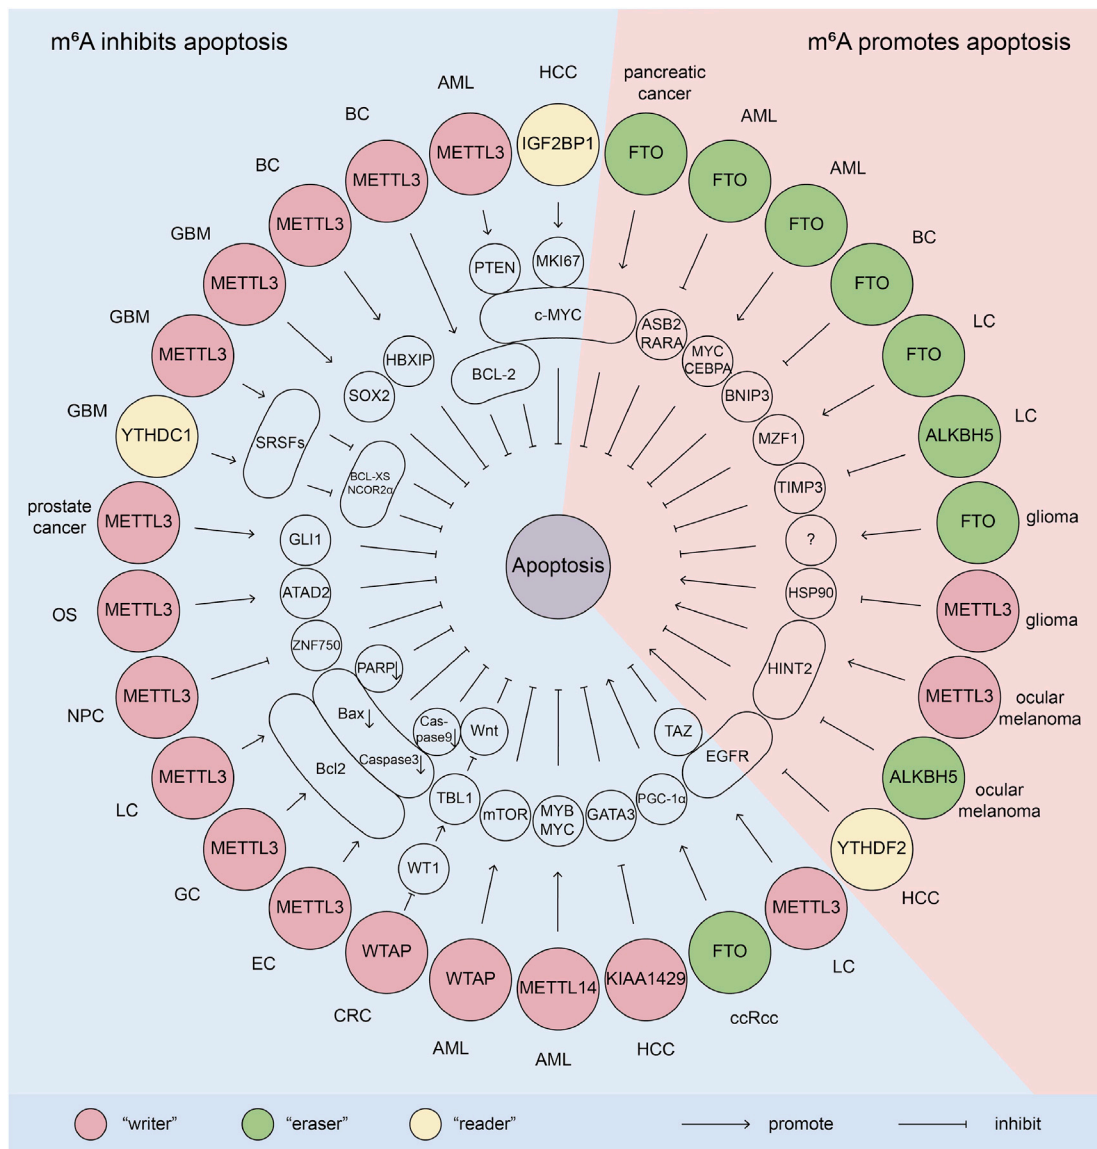 m⁶A inhibits apoptosis
m⁶A promotes apoptosis
HCC
IGF2BP1
pancreatic
cancer
FTO
AML
FTO
AML
FTO
BC
FTO
LC
FTO
LC
ALKBH5
glioma
FTO
glioma
METTL3
ocular
melanoma
METTL3
ocular
melanoma
ALKBH5
HCC
YTHDF2
LC
METTL3
ccRcc
FTO
HCC
KIAA1429
AML
METTL14
AML
WTAP
CRC
WTAP
EC
METTL3
GC
METTL3
LC
METTL3
NPC
METTL3
OS
METTL3
prostate
cancer
METTL3
GBM
YTHDC1
GBM
METTL3
GBM
METTL3
BC
METTL3
BC
METTL3
AML
METTL3
PTEN
MKI67
c-MYC
BCL-2
ASB2
RARA
MYC
CEBPA
BNIP3
MZF1
TIMP3
?
HSP90
HINT2
EGFR
TAZ
PGC-1α
GATA3
MYB
MYC
mTOR
TBL1
WT1
Wnt
Cas-
pase9↓
Caspase3↓
Bax↓
PARP↓
Bcl2
ZNF750
ATAD2
GLI1
BCL-XS
NCOR2α
SRSFs
SOX2
HBXIP
Apoptosis
“writer”
“eraser”
“reader”
promote
inhibit